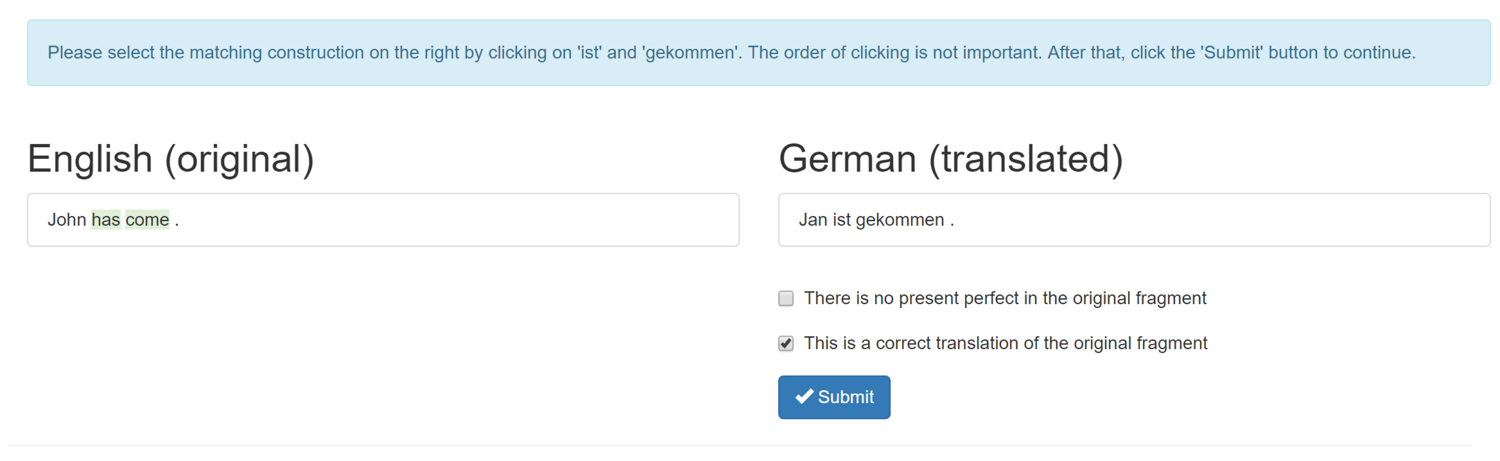 Please select the matching construction on the right by clicking on 'ist' and 'gekommen'. The order of clicking is not important. After that, click the 'Submit' button to continue.
English (original)
John has come .
German (translated)
Jan ist gekommen .
There is no present perfect in the original fragment
This is a correct translation of the original fragment
Submit